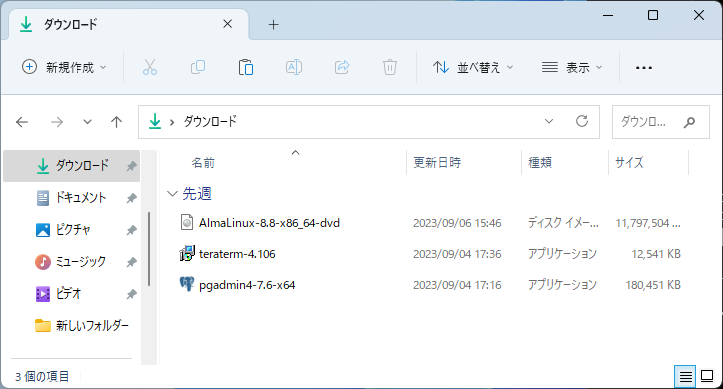 ダウンロード
新規作成
並べ替え
表示
ダウンロード
ダウンロ...
ダウンロード
ドキュメント
ピクチャ
ミュージック
ビデオ
新しいフォルダー
名前 更新日時 種類 サイズ
先週
AlmaLinux-8.8-x86_64-dvd 2023/09/06 15:46 ディスク イメー... 11,797,504 ...
teraterm-4.106 2023/09/04 17:36 アプリケーション 12,541 KB
pgadmin4-7.6-x64 2023/09/04 17:16 アプリケーション 180,451 KB
3 個の項目